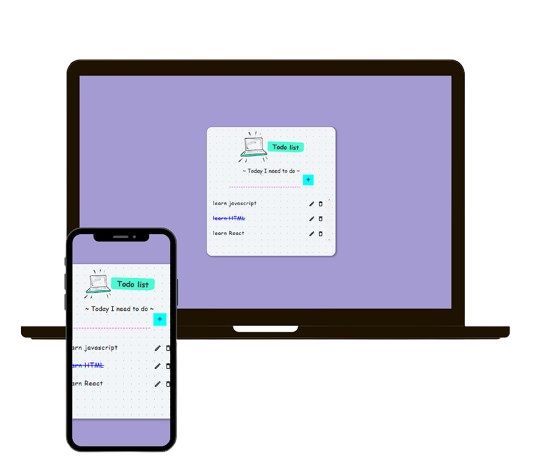 Todo list
~ Today I need to do ~
+
learn javascript
learn HTML
learn React
Todo list
~ Today I need to do ~
+
arn javascript
arn HTML
arn React